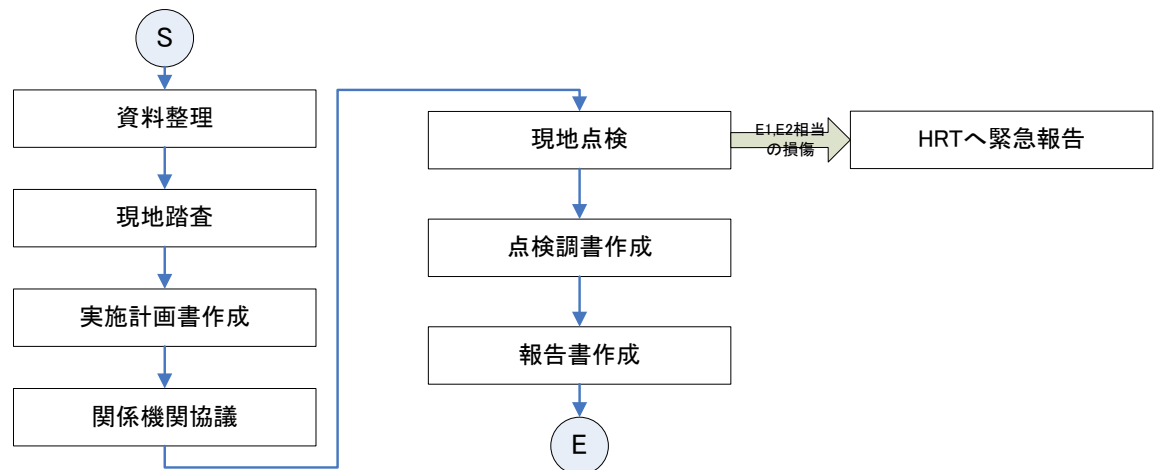 S
資料整理
現地踏査
実施計画書作成
関係機関協議
現地点検
E1,E2相当
の損傷
HRTへ緊急報告
点検調書作成
報告書作成
E